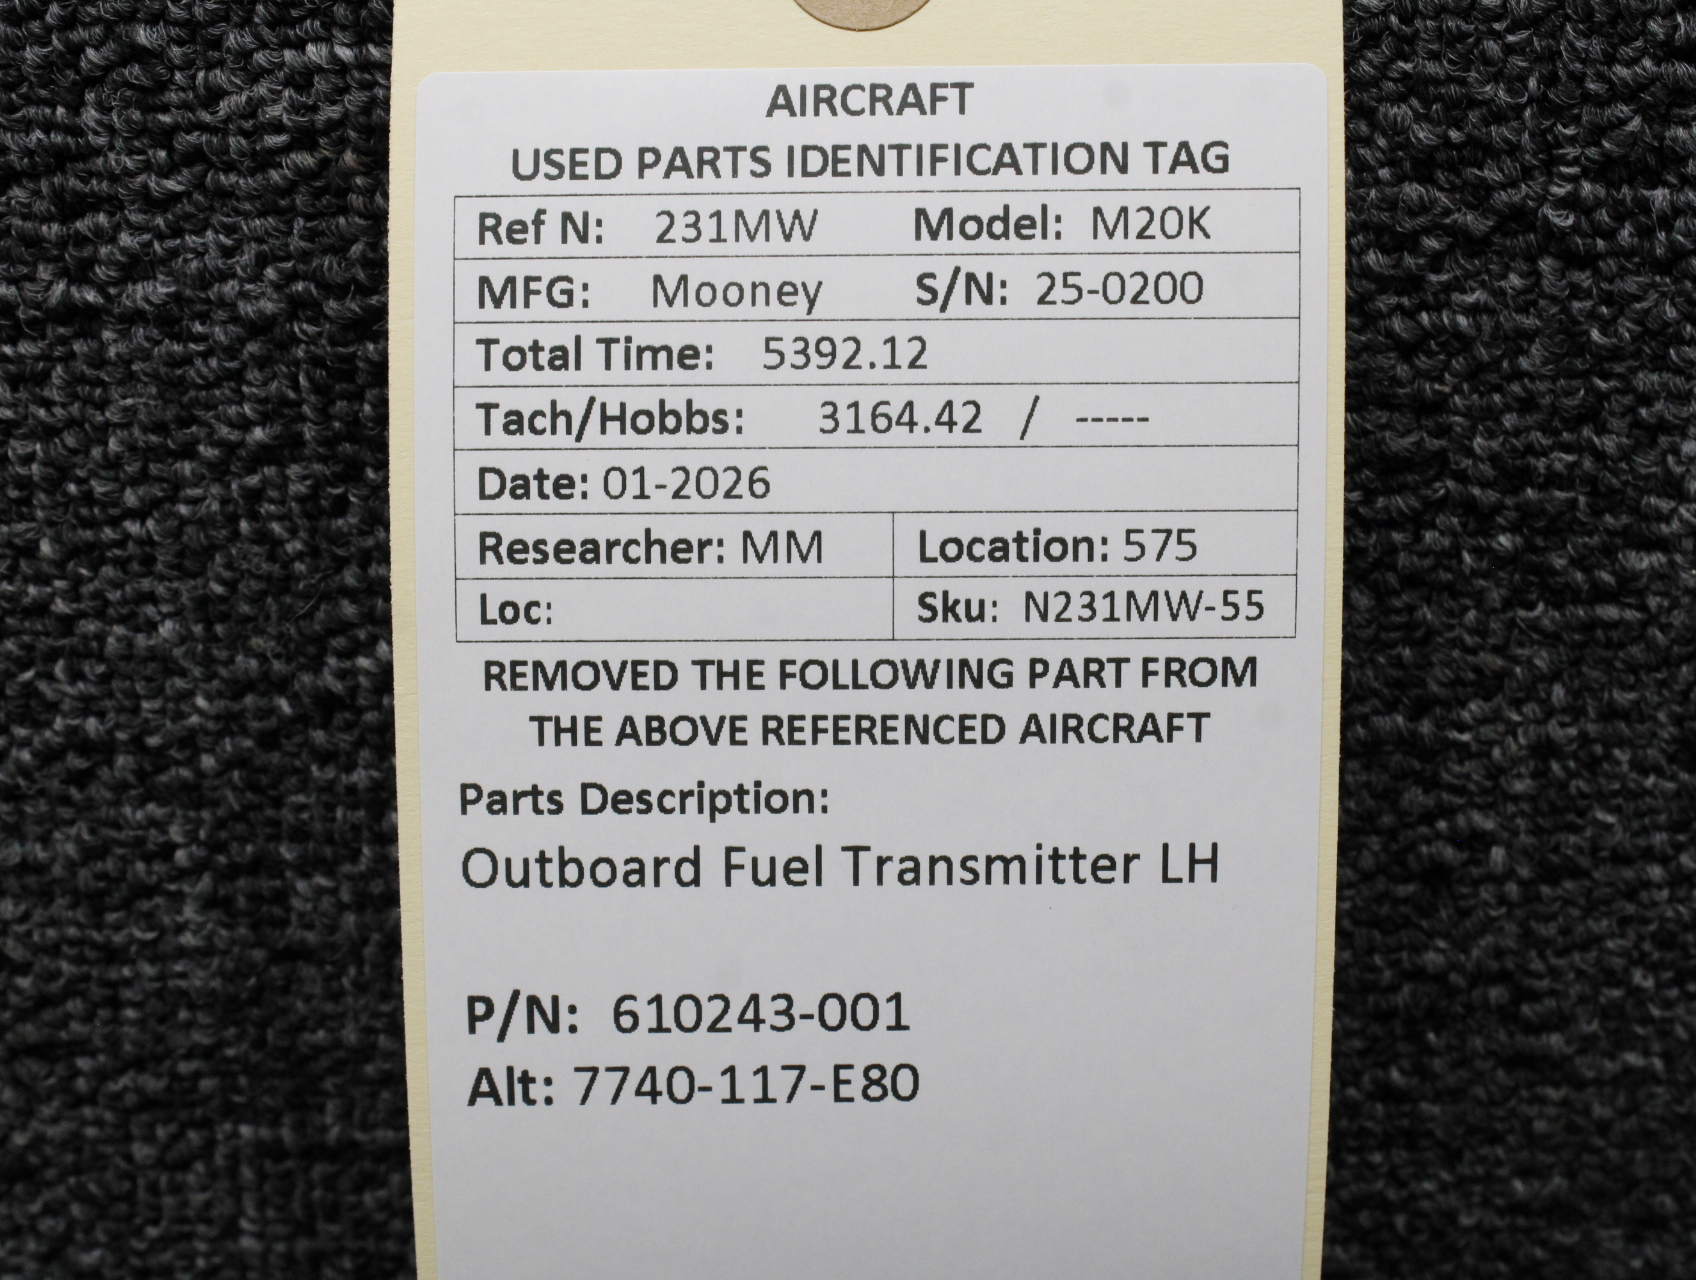 AIRCRAFT
USED PARTS IDENTIFICATION TAG
Ref N: 231MW Model: M20K
MFG: Mooney S/N: 25-0200
Total Time: 5392.12
Tach/Hobbs: 3164.42 / -----
Date: 01-2026
Researcher: MM Location: 575
Loc: Sku: N231MW-55
REMOVED THE FOLLOWING PART FROM
THE ABOVE REFERENCED AIRCRAFT
Parts Description:
Outboard Fuel Transmitter LH
P/N: 610243-001
Alt: 7740-117-E80